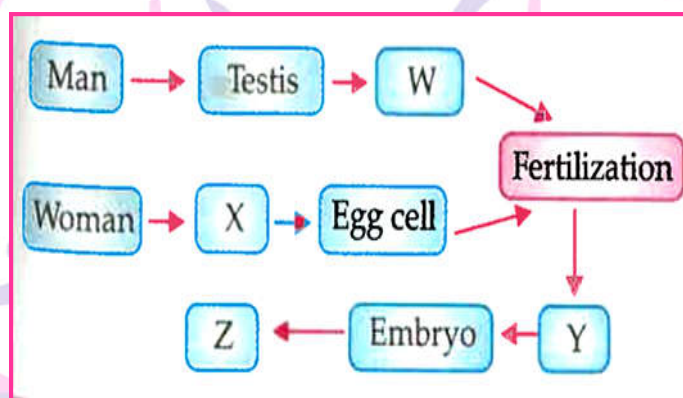 Man
Testis
W
Fertilization
Woman
X
Egg cell
Z
Embryo
Y